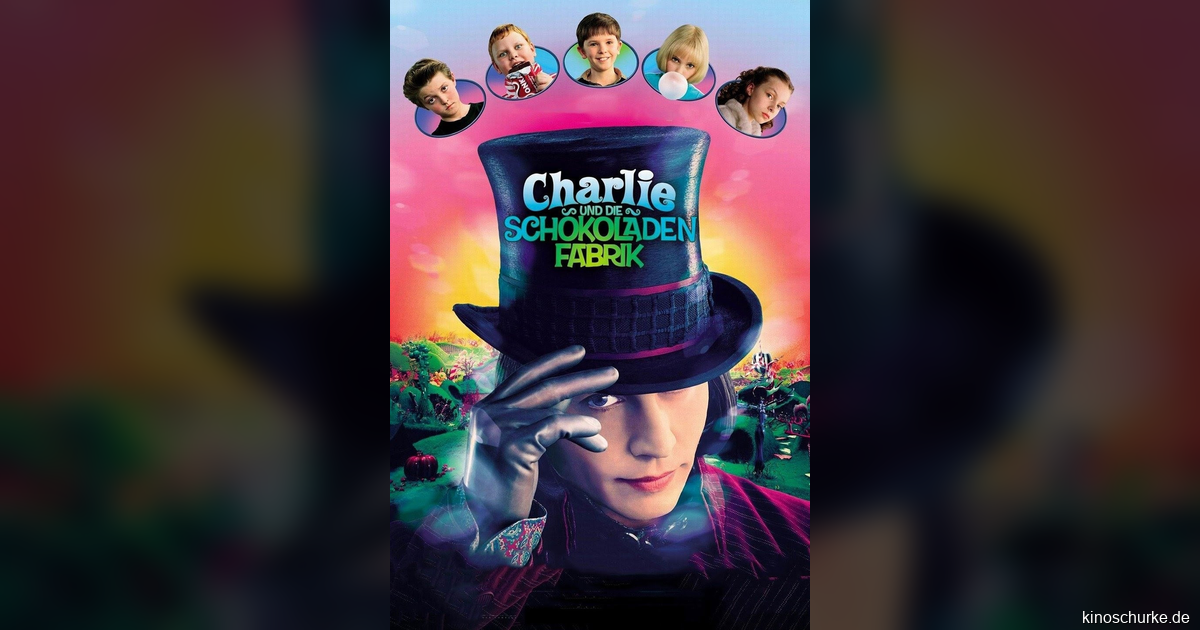 Charlie
UND DIE
SCHOKOLADEN
FABRIK
kinoschurke.de